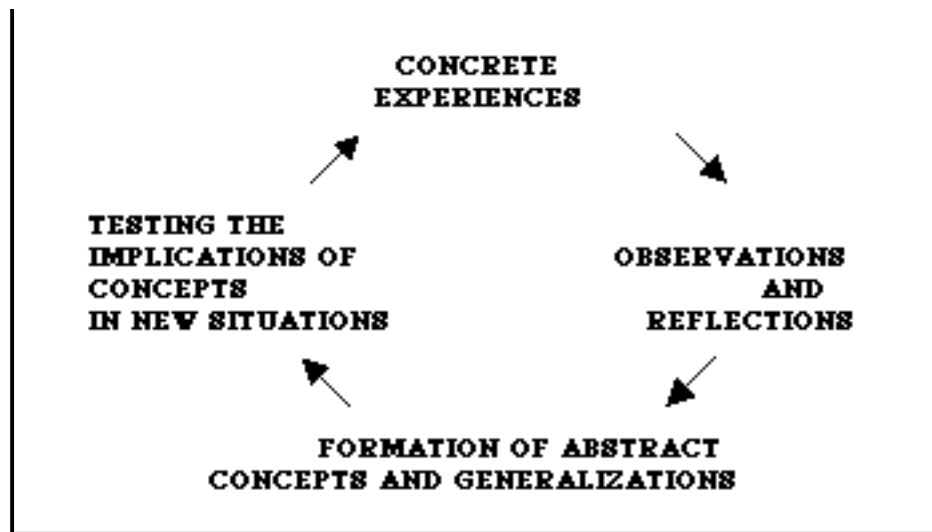 CONCRETE
EXPERIENCES
TESTING THE
IMPLICATIONS OF
CONCEPTS
IN NEW SITUATIONS
OBSERVATIONS
AND
REFLECTIONS
FORMATION OF ABSTRACT
CONCEPTS AND GENERALIZATIONS